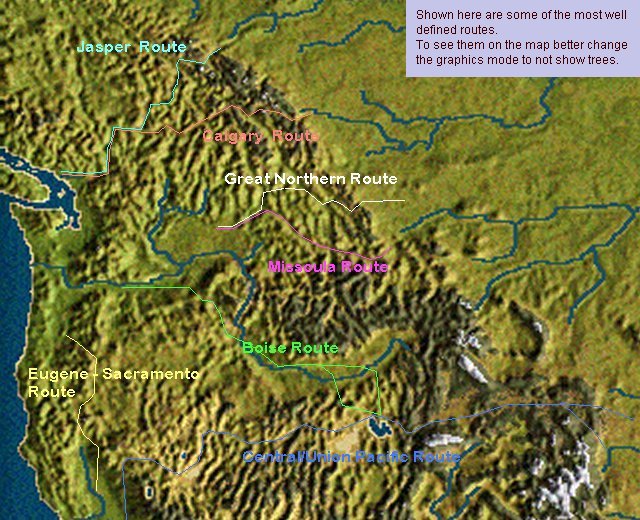 Shown here are some of the most well
defined routes.
To see them on the map better change
the graphics mode to not show trees.
Jasper Route
Calgary Route
Great Northern Route
Missoula Route
Boise Route
Eugene - Sacramento
Route
Central/Union Pacific Route